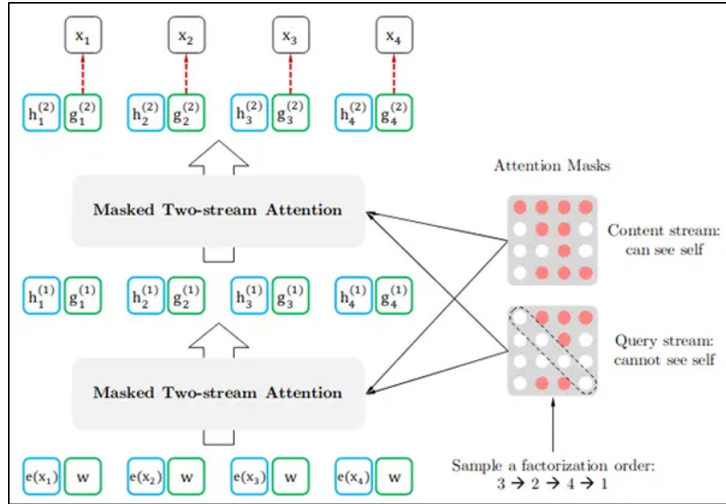 x₁ x₂ x₃ x₄
h₁⁽²⁾ g₁⁽²⁾ h₂⁽²⁾ g₂⁽²⁾ h₃⁽²⁾ g₃⁽²⁾ h₄⁽²⁾ g₄⁽²⁾
Attention Masks
Masked Two-stream Attention
Content stream:
can see self
h₁⁽¹⁾ g₁⁽¹⁾ h₂⁽¹⁾ g₂⁽¹⁾ h₃⁽¹⁾ g₃⁽¹⁾ h₄⁽¹⁾ g₄⁽¹⁾
Query stream:
cannot see self
Masked Two-stream Attention
e(x₁) w e(x₂) w e(x₃) w e(x₄) w
Sample a factorization order:
3 → 2 → 4 → 1